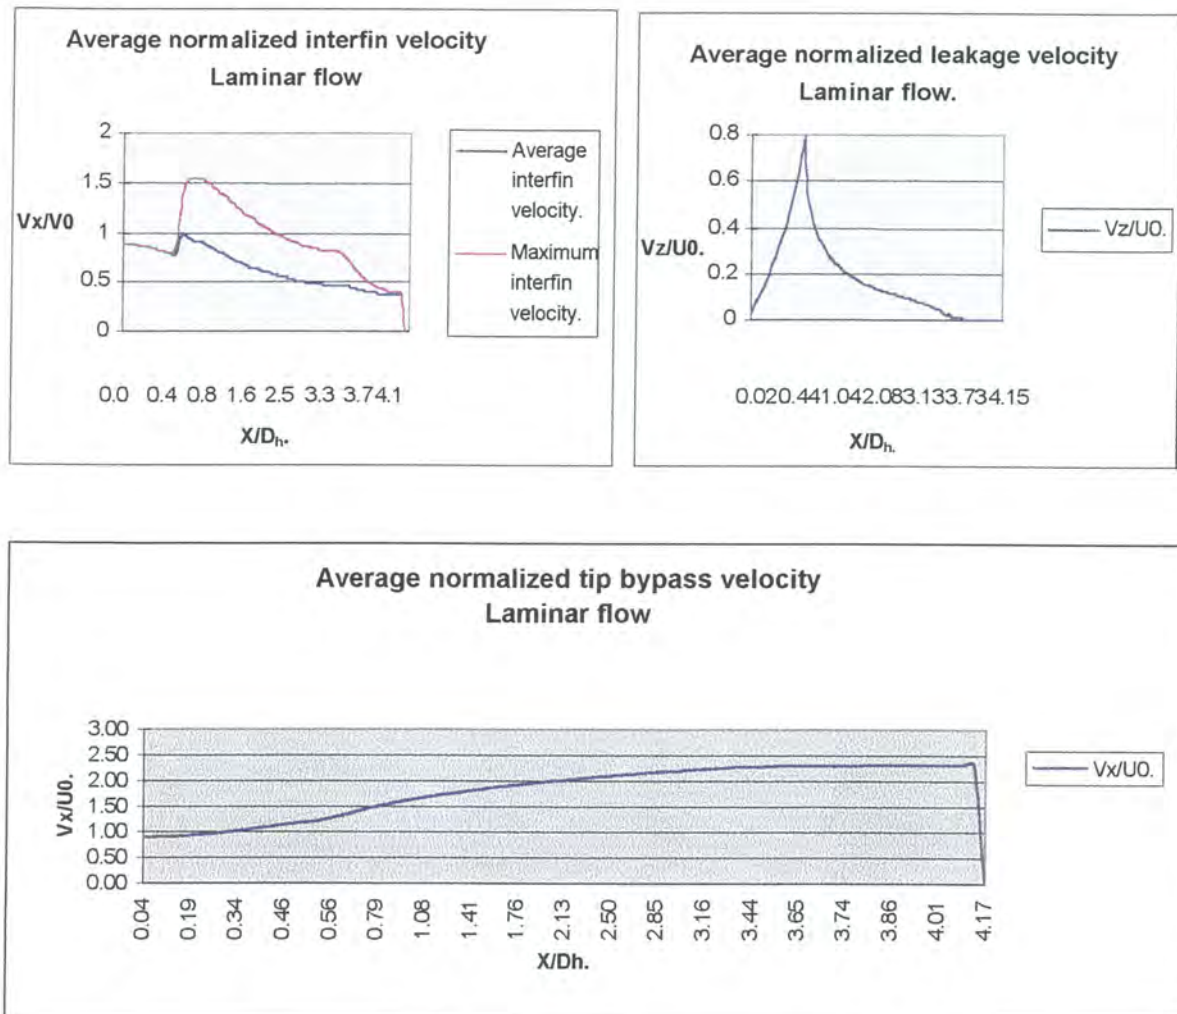 Average normalized interfin velocity
Laminar flow
2
1.5
1
0.5
0
Vx/V0
0.0 0.4 0.8 1.6 2.5 3.3 3.74.1
X/Dh.
Average
interfin
velocity.
Maximum
interfin
velocity.
Average normalized leakage velocity
Laminar flow.
0.8
0.6
0.4
0.2
0
Vz/U0.
0.020.441.042.083.133.734.15
X/Dh.
Vz/U0.
Average normalized tip bypass velocity
Laminar flow
3.00
2.50
2.00
1.50
1.00
0.50
0.00
Vx/U0.
0.04 0.19 0.34 0.46 0.56 0.79 1.08 1.41 1.76 2.13 2.50 2.85 3.16 3.44 3.65 3.74 3.86 4.01 4.17
X/Dh.
Vx/U0.